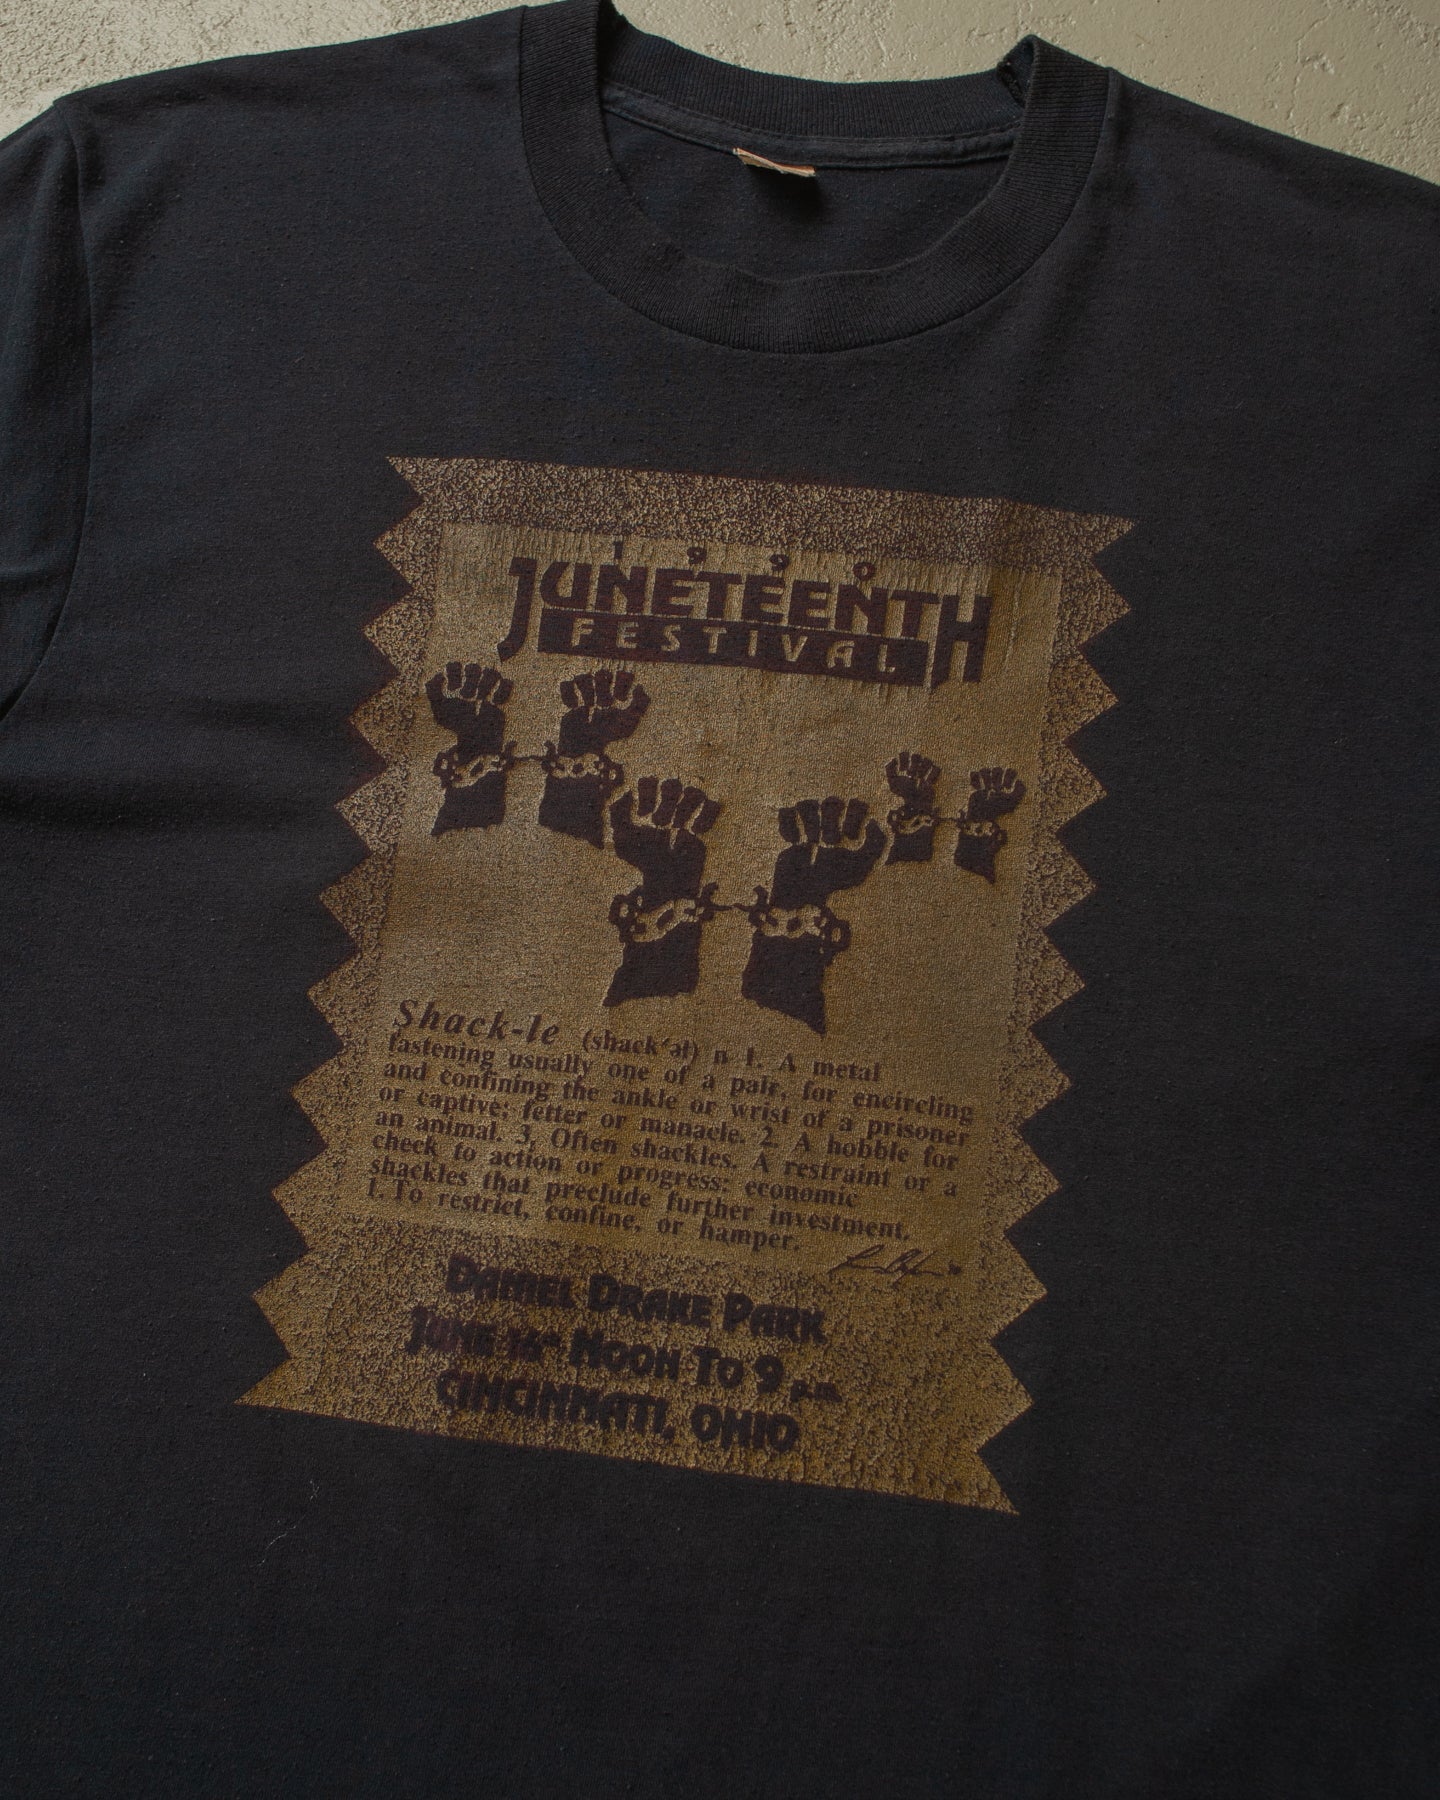 1990
JUNETEENTH
FESTIVAL
Shack-le (shack´əl) n 1. A metal
fastening usually one of a pair, for encircling
and confining the ankle or wrist of a prisoner
or captive; fetter or manacle. 2. A hobble for
an animal. 3. Often shackles. A restraint or a
check to action or progress: economic
shackles that preclude further investment.
1. To restrict, confine, or hamper.
DANIEL DRAKE PARK
JUNE 16th NOON TO 9 p.m.
CINCINNATI, OHIO